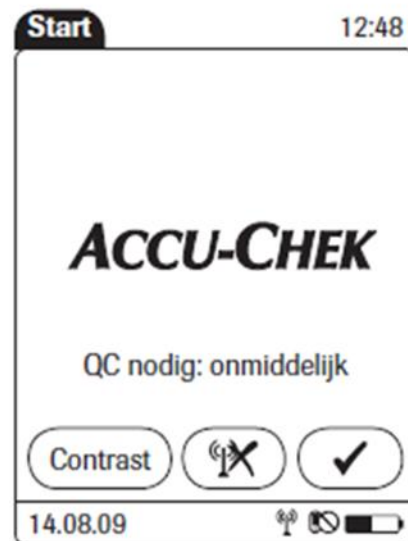 Start 12:48
ACCU-CHEK
QC nodig: onmiddelijk
Contrast
14.08.09